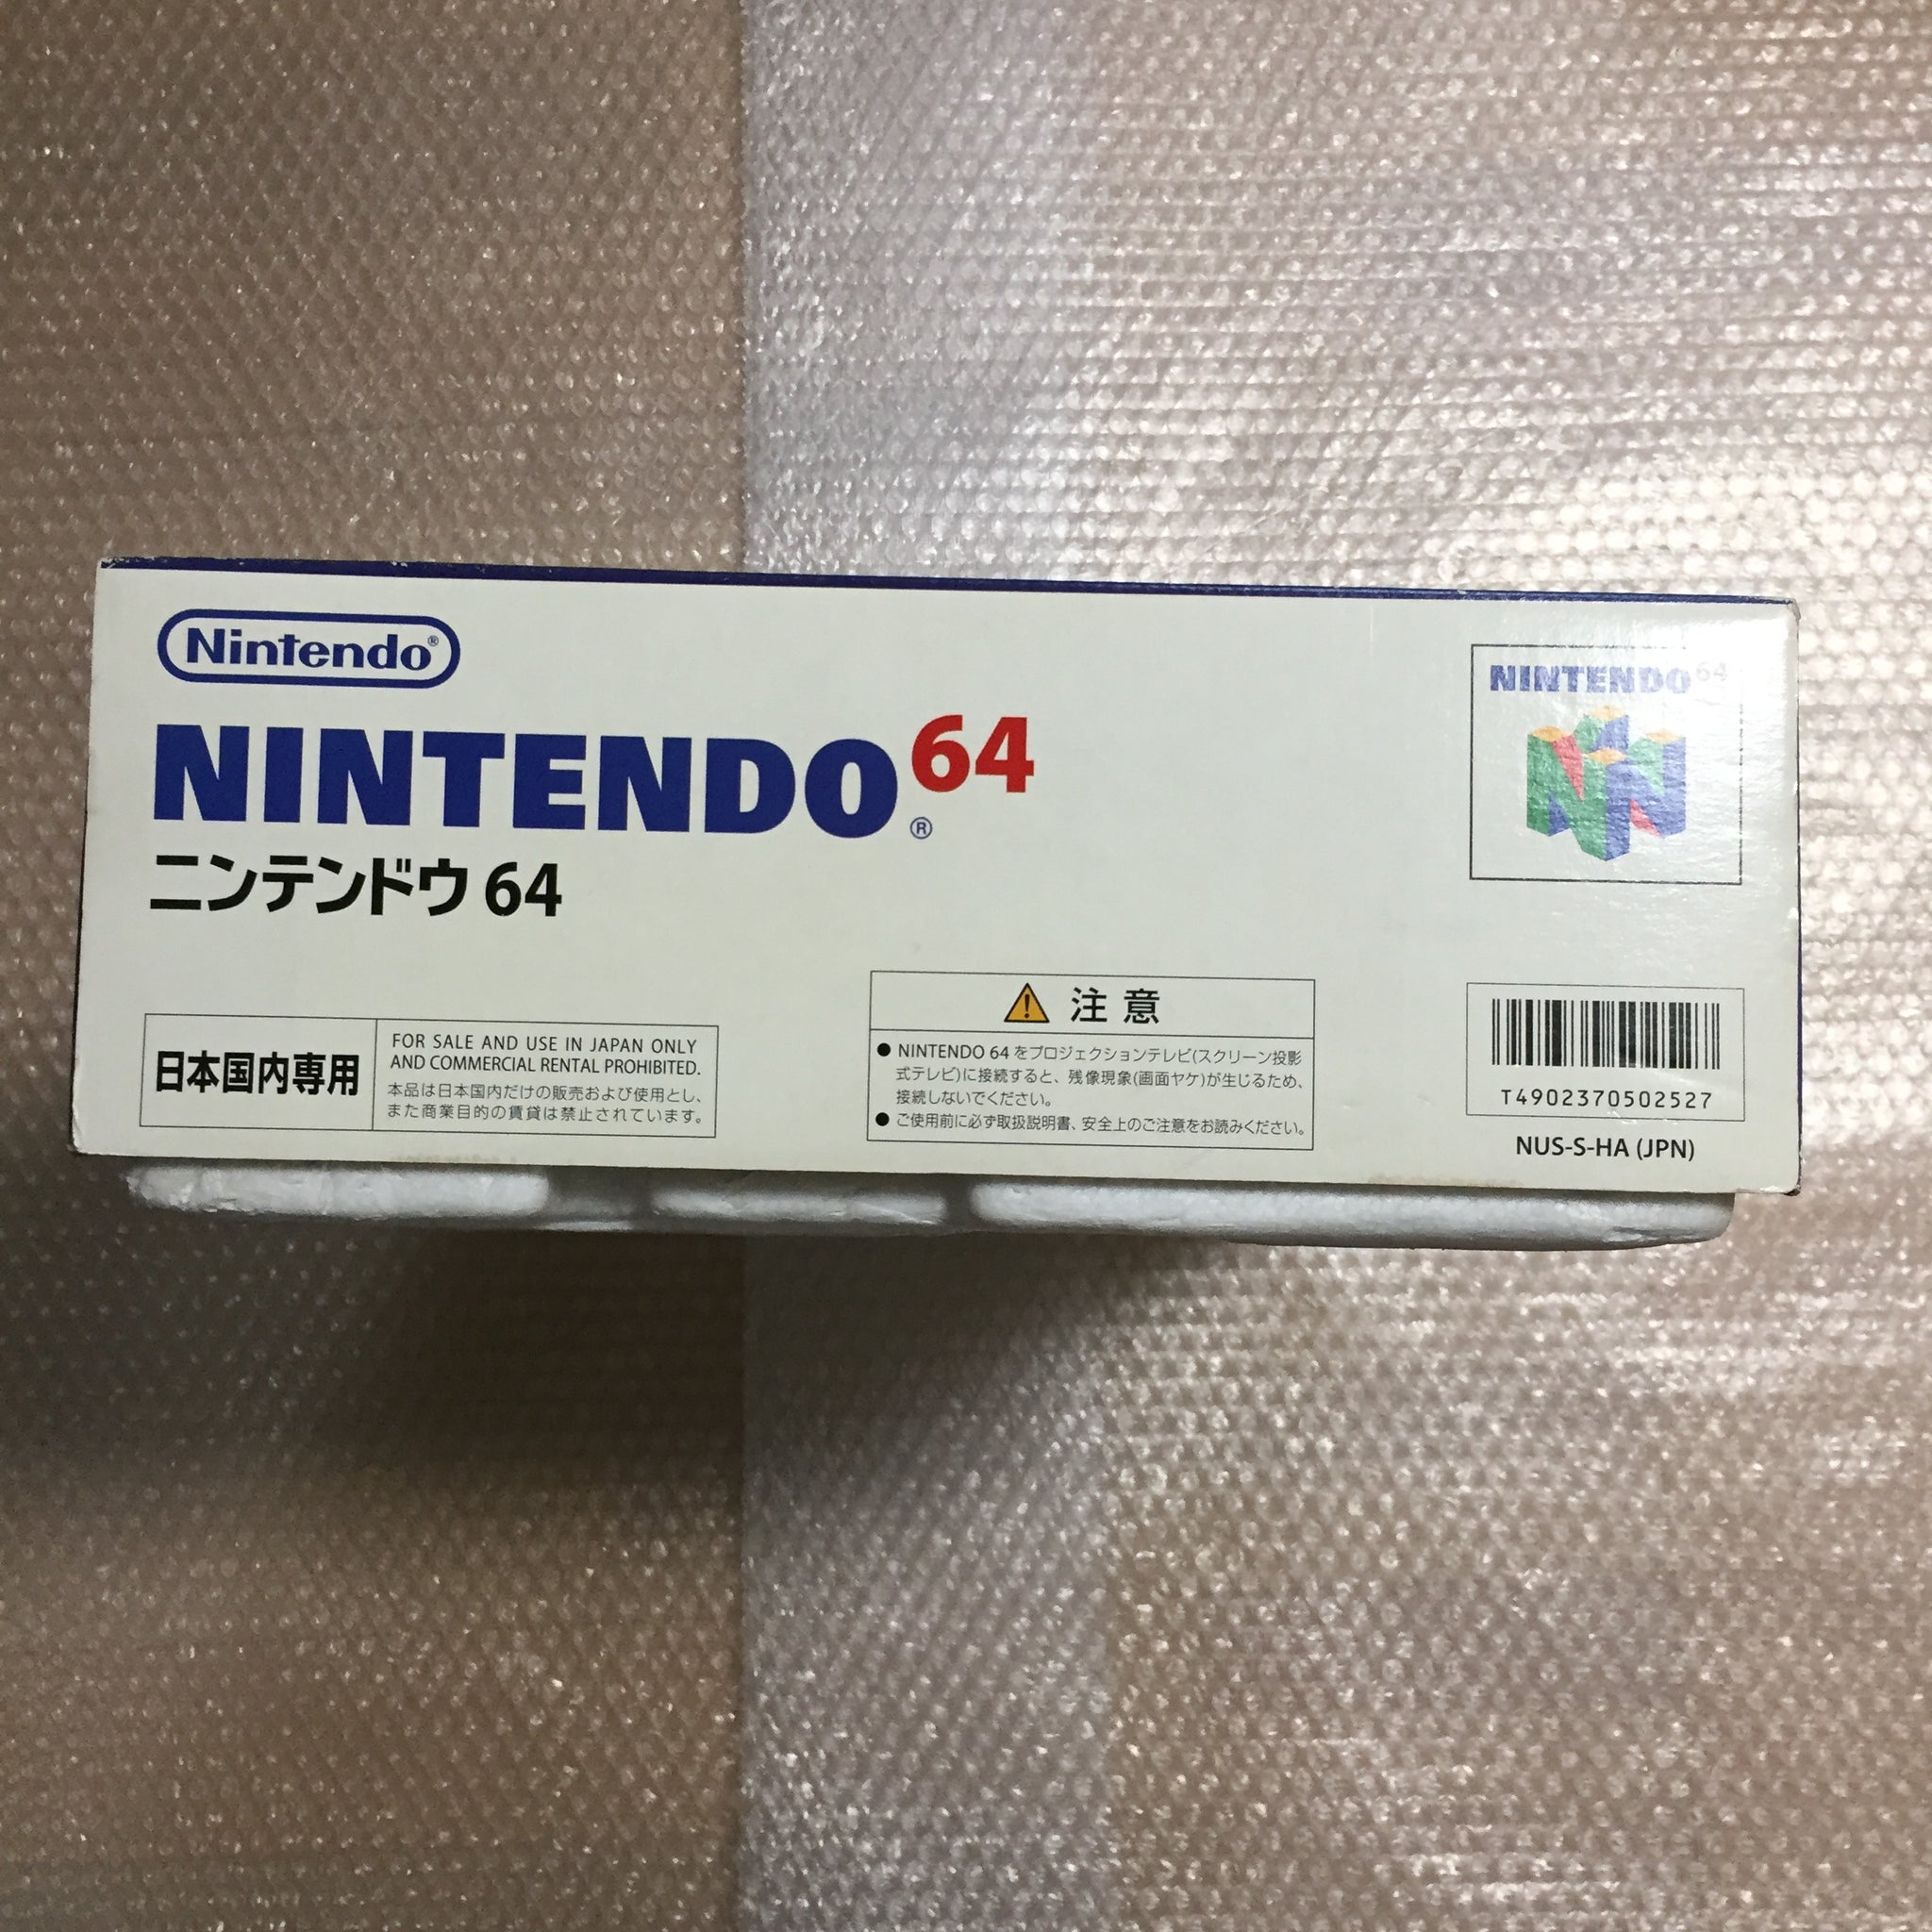 Nintendo®
NINTENDO64®
ニンテンドウ64
日本国内専用
FOR SALE AND USE IN JAPAN ONLY
AND COMMERCIAL RENTAL PROHIBITED.
本品は日本国内だけの販売および使用とし、
また商業目的の賃貸は禁止されています。
注意
● NINTENDO 64 をプロジェクションテレビ(スクリーン投影
式テレビ)に接続すると、残像現象(画面ヤケ)が生じるため、
接続しないでください。
● ご使用前に必ず取扱説明書、安全上のご注意をお読みください。
NINTENDO64
T4902370502527
NUS-S-HA (JPN)